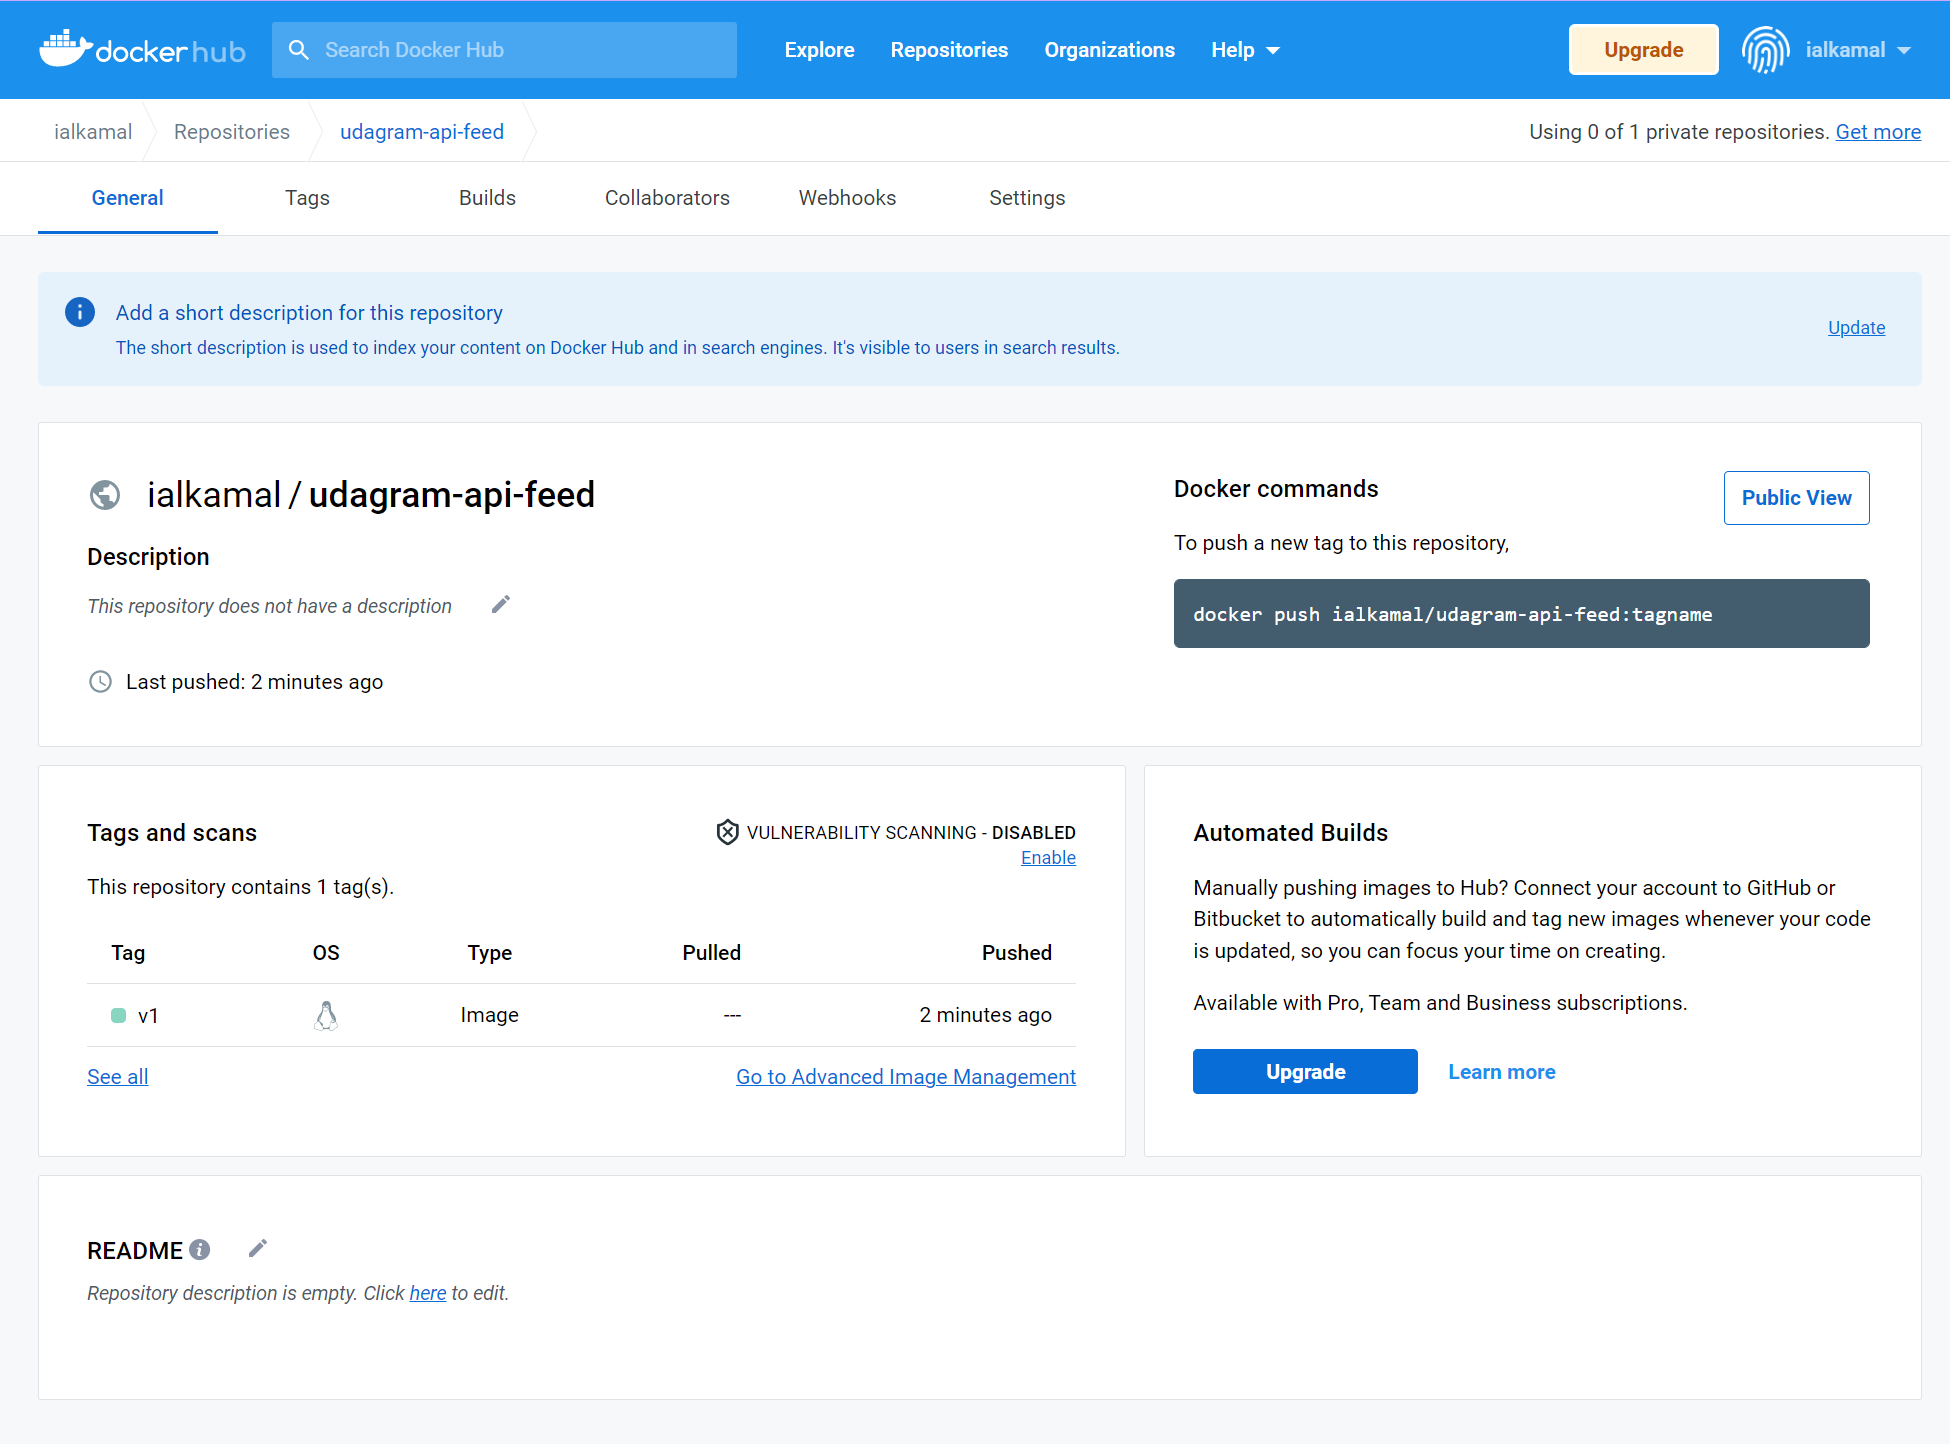 dockerhub
Search Docker Hub
Explore
Repositories
Organizations
Help
Upgrade
ialkamal
ialkamal
Repositories
udagram-api-feed
Using 0 of 1 private repositories. Get more
General
Tags
Builds
Collaborators
Webhooks
Settings
Add a short description for this repository
The short description is used to index your content on Docker Hub and in search engines. It's visible to users in search results.
Update
ialkamal / udagram-api-feed
Description
This repository does not have a description
Last pushed: 2 minutes ago
Docker commands
Public View
To push a new tag to this repository,
docker push ialkamal/udagram-api-feed:tagname
Tags and scans
VULNERABILITY SCANNING - DISABLED
Enable
This repository contains 1 tag(s).
Tag OS Type Pulled Pushed
v1 Image --- 2 minutes ago
See all
Go to Advanced Image Management
Automated Builds
Manually pushing images to Hub? Connect your account to GitHub or
Bitbucket to automatically build and tag new images whenever your code
is updated, so you can focus your time on creating.
Available with Pro, Team and Business subscriptions.
Upgrade
Learn more
README
Repository description is empty. Click here to edit.